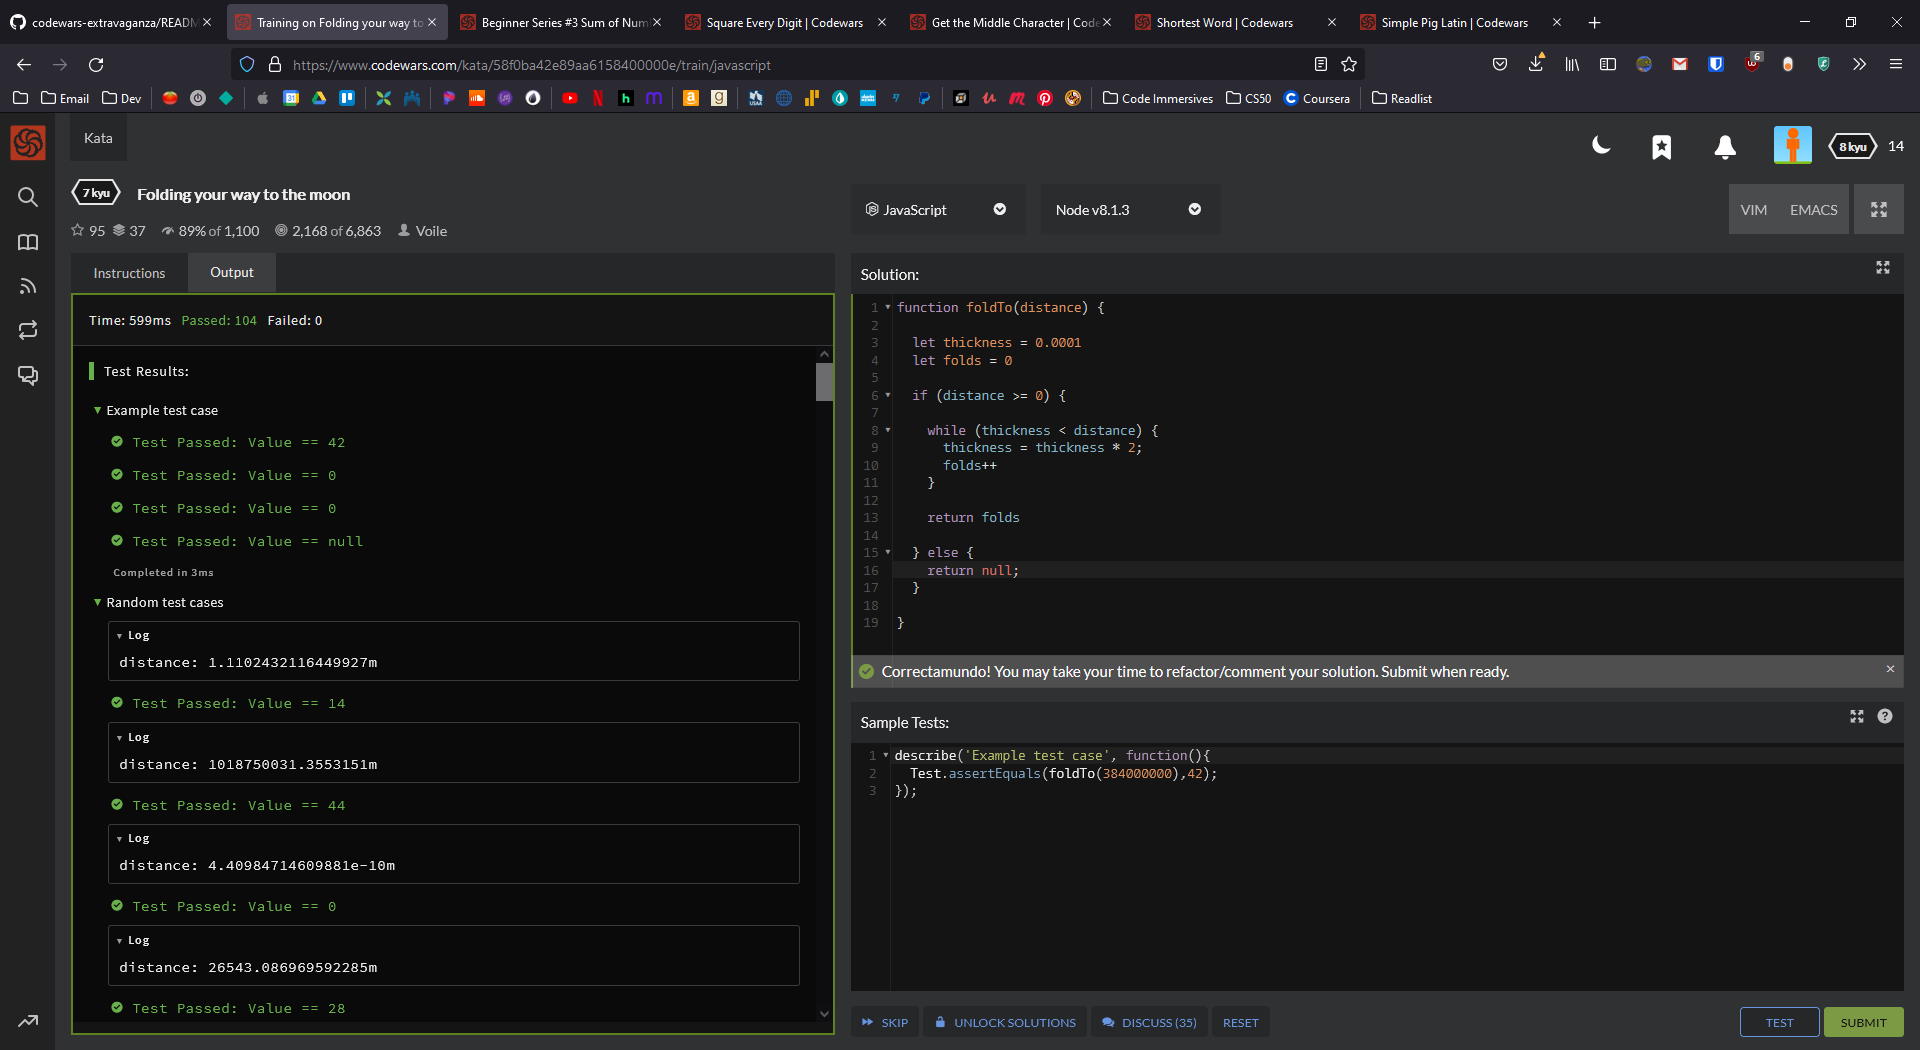 codewars-extravaganza/READM
Training on Folding your way to
Beginner Series #3 Sum of Num
Square Every Digit | Codewars
Get the Middle Character | Code
Shortest Word | Codewars
Simple Pig Latin | Codewars
https://www.codewars.com/kata/58f0ba42e89aa6158400000e/train/javascript
6
Email
Dev
Code Immersives
CS50
Coursera
Readlist
Kata
8 kyu
14
7 kyu
Folding your way to the moon
95 37 89% of 1,100 2,168 of 6,863 Voile
JavaScript
Node v8.1.3
VIM
EMACS
Instructions
Output
Time: 599ms Passed: 104 Failed: 0
Test Results:
Example test case
Test Passed: Value == 42
Test Passed: Value == 0
Test Passed: Value == 0
Test Passed: Value == null
Completed in 3ms
Random test cases
Log
distance: 1.1102432116449927m
Test Passed: Value == 14
Log
distance: 1018750031.3553151m
Test Passed: Value == 44
Log
distance: 4.40984714609881e-10m
Test Passed: Value == 0
Log
distance: 26543.086969592285m
Test Passed: Value == 28
Solution:
1 function foldTo(distance) {
2
3 let thickness = 0.0001
4 let folds = 0
5
6 if (distance >= 0) {
7
8 while (thickness < distance) {
9 thickness = thickness * 2;
10 folds++
11 }
12
13 return folds
14
15 } else {
16 return null;
17 }
18
19 }
Correctamundo! You may take your time to refactor/comment your solution. Submit when ready.
Sample Tests:
1 describe('Example test case', function(){
2 Test.assertEquals(foldTo(384000000),42);
3 });
SKIP
UNLOCK SOLUTIONS
DISCUSS (35)
RESET
TEST
SUBMIT